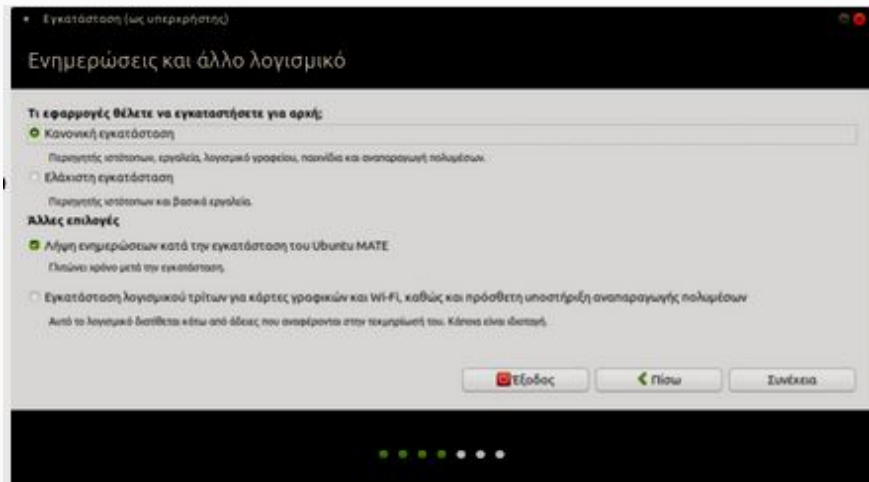 Εγκατάσταση (ως υπερχρήστης)
Ενημερώσεις και άλλο λογισμικό
Τι εφαρμογές θέλετε να εγκαταστήσετε για αρχή;
Κανονική εγκατάσταση
Περιηγητής ιστότοπων, εργαλεία, λογισμικό γραφείου, παιχνίδια και αναπαραγωγή πολυμέσων.
Ελάχιστη εγκατάσταση
Περιηγητής ιστότοπων και βασικά εργαλεία.
Άλλες επιλογές
Λήψη ενημερώσεων κατά την εγκατάσταση του Ubuntu MATE
Γλιτώνει χρόνο μετά την εγκατάσταση.
Εγκατάσταση λογισμικού τρίτων για κάρτες γραφικών και Wi-Fi, καθώς και πρόσθετη υποστήριξη αναπαραγωγής πολυμέσων
Αυτό το λογισμικό διατίθεται κάτω από άδειες που αναφέρονται στην τεκμηρίωσή του. Κάποια είναι ιδιοταγή.
Έξοδος
Πίσω
Συνέχεια